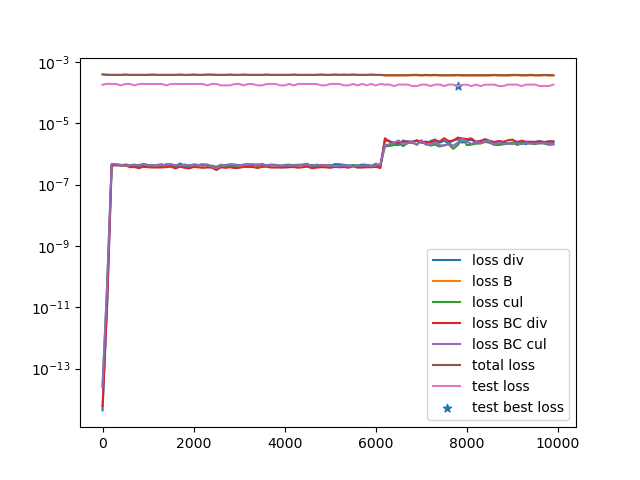 10⁻³
10⁻⁵
10⁻⁷
10⁻⁹
10⁻¹¹
10⁻¹³
loss div
loss B
loss cul
loss BC div
loss BC cul
total loss
test loss
test best loss
0 2000 4000 6000 8000 10000